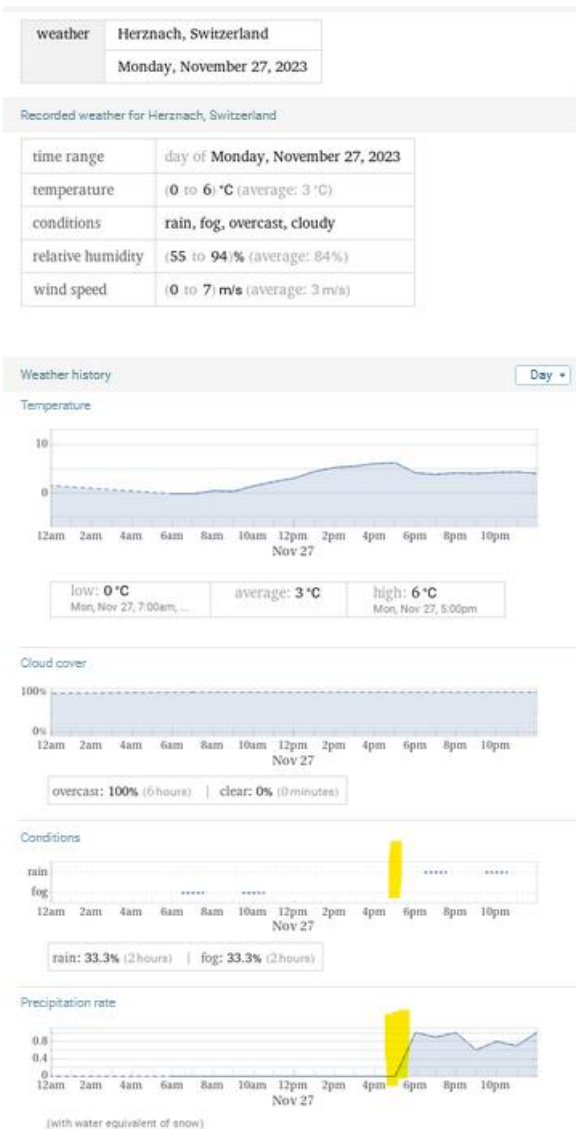 weather Herznach, Switzerland
Monday, November 27, 2023
Recorded weather for Herznach, Switzerland
time range day of Monday, November 27, 2023
temperature (0 to 6) °C (average: 3 °C)
conditions rain, fog, overcast, cloudy
relative humidity (55 to 94)% (average: 84%)
wind speed (0 to 7) m/s (average: 3 m/s)
Weather history Day
Temperature
10
0
12am 2am 4am 6am 8am 10am 12pm 2pm 4pm 6pm 8pm 10pm
Nov 27
low: 0 °C average: 3 °C high: 6 °C
Mon, Nov 27, 7:00am, ... Mon, Nov 27, 5:00pm
Cloud cover
100%
0%
12am 2am 4am 6am 8am 10am 12pm 2pm 4pm 6pm 8pm 10pm
Nov 27
overcast: 100% (6 hours) | clear: 0% (0 minutes)
Conditions
rain
fog
12am 2am 4am 6am 8am 10am 12pm 2pm 4pm 6pm 8pm 10pm
Nov 27
rain: 33.3% (2 hours) | fog: 33.3% (2 hours)
Precipitation rate
0.8
0.4
0
12am 2am 4am 6am 8am 10am 12pm 2pm 4pm 6pm 8pm 10pm
Nov 27
(with water equivalent of snow)